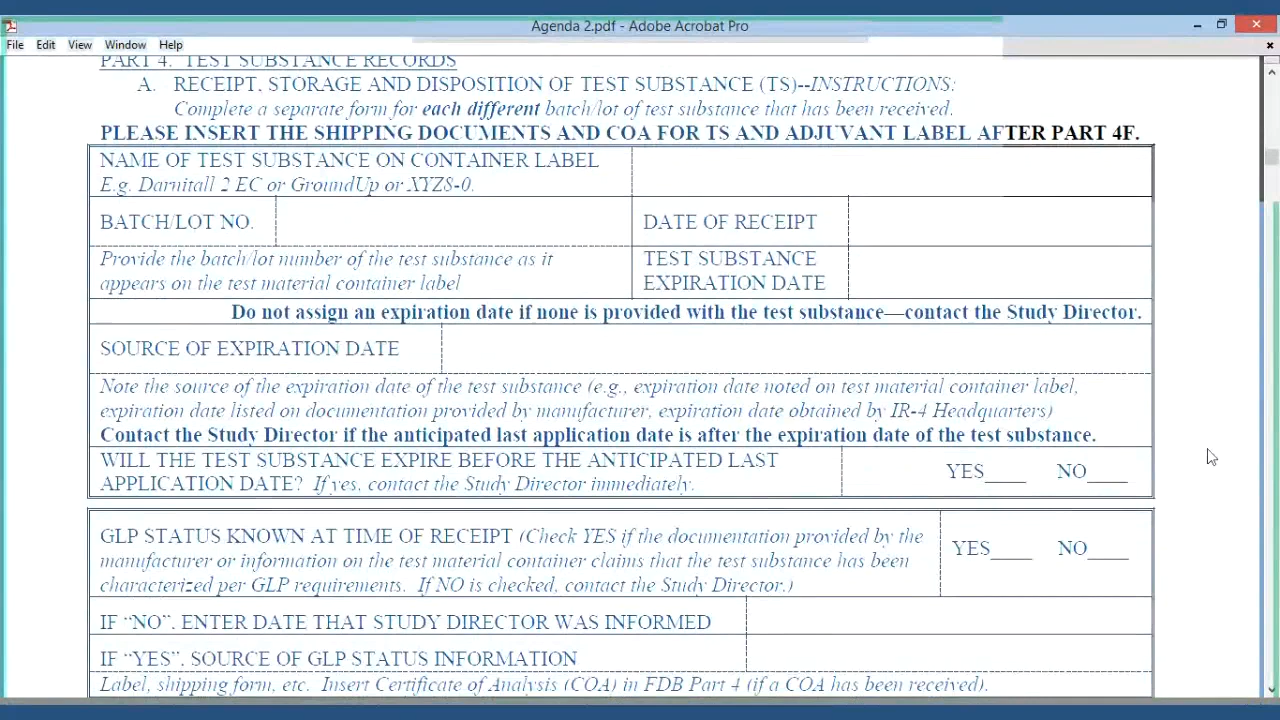 Agenda 2.pdf - Adobe Acrobat Pro
File Edit View Window Help
PART 4. TEST SUBSTANCE RECORDS
A. RECEIPT, STORAGE AND DISPOSITION OF TEST SUBSTANCE (TS)--INSTRUCTIONS:
Complete a separate form for each different batch/lot of test substance that has been received.
PLEASE INSERT THE SHIPPING DOCUMENTS AND COA FOR TS AND ADJUVANT LABEL AFTER PART 4F.
NAME OF TEST SUBSTANCE ON CONTAINER LABEL
E.g. Darnitall 2 EC or GroundUp or XYZS-0.
BATCH/LOT NO. DATE OF RECEIPT
Provide the batch/lot number of the test substance as it
appears on the test material container label
TEST SUBSTANCE
EXPIRATION DATE
Do not assign an expiration date if none is provided with the test substance—contact the Study Director.
SOURCE OF EXPIRATION DATE
Note the source of the expiration date of the test substance (e.g., expiration date noted on test material container label,
expiration date listed on documentation provided by manufacturer, expiration date obtained by IR-4 Headquarters)
Contact the Study Director if the anticipated last application date is after the expiration date of the test substance.
WILL THE TEST SUBSTANCE EXPIRE BEFORE THE ANTICIPATED LAST
APPLICATION DATE? If yes, contact the Study Director immediately.
YES____ NO____
GLP STATUS KNOWN AT TIME OF RECEIPT (Check YES if the documentation provided by the
manufacturer or information on the test material container claims that the test substance has been
characterized per GLP requirements. If NO is checked, contact the Study Director.)
YES____ NO____
IF “NO”, ENTER DATE THAT STUDY DIRECTOR WAS INFORMED
IF “YES”, SOURCE OF GLP STATUS INFORMATION
Label, shipping form, etc. Insert Certificate of Analysis (COA) in FDB Part 4 (if a COA has been received).